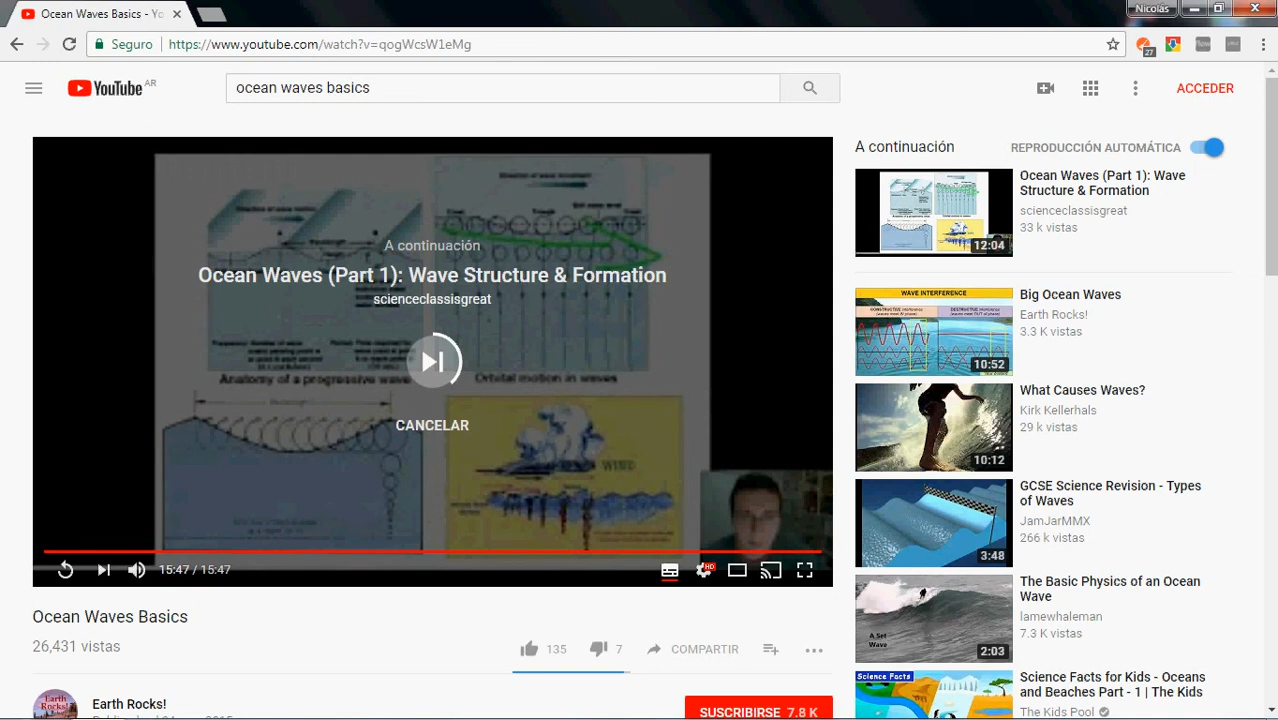 Ocean Waves Basics - Yo
Nicolás
Seguro
https://www.youtube.com/watch?v=qogWcsW1eMg
27
YouTube AR
ocean waves basics
ACCEDER
A continuación
Ocean Waves (Part 1): Wave Structure & Formation
scienceclassisgreat
CANCELAR
Anatomy of a progressive wave
Orbital motion in waves
WIND
15:47 / 15:47
HD
Ocean Waves Basics
26,431 vistas
135
7
COMPARTIR
Earth Rocks!
SUSCRIBIRSE 7.8 K
A continuación
REPRODUCCIÓN AUTOMÁTICA
12:04
Ocean Waves (Part 1): Wave
Structure & Formation
scienceclassisgreat
33 k vistas
WAVE INTERFERENCE
10:52
Big Ocean Waves
Earth Rocks!
3.3 K vistas
10:12
What Causes Waves?
Kirk Kellerhals
29 k vistas
3:48
GCSE Science Revision - Types
of Waves
JamJarMMX
266 k vistas
A Set
Wave
2:03
The Basic Physics of an Ocean
Wave
lamewhaleman
7.3 K vistas
Science Facts
Science Facts for Kids - Oceans
and Beaches Part - 1 | The Kids
The Kids Pool